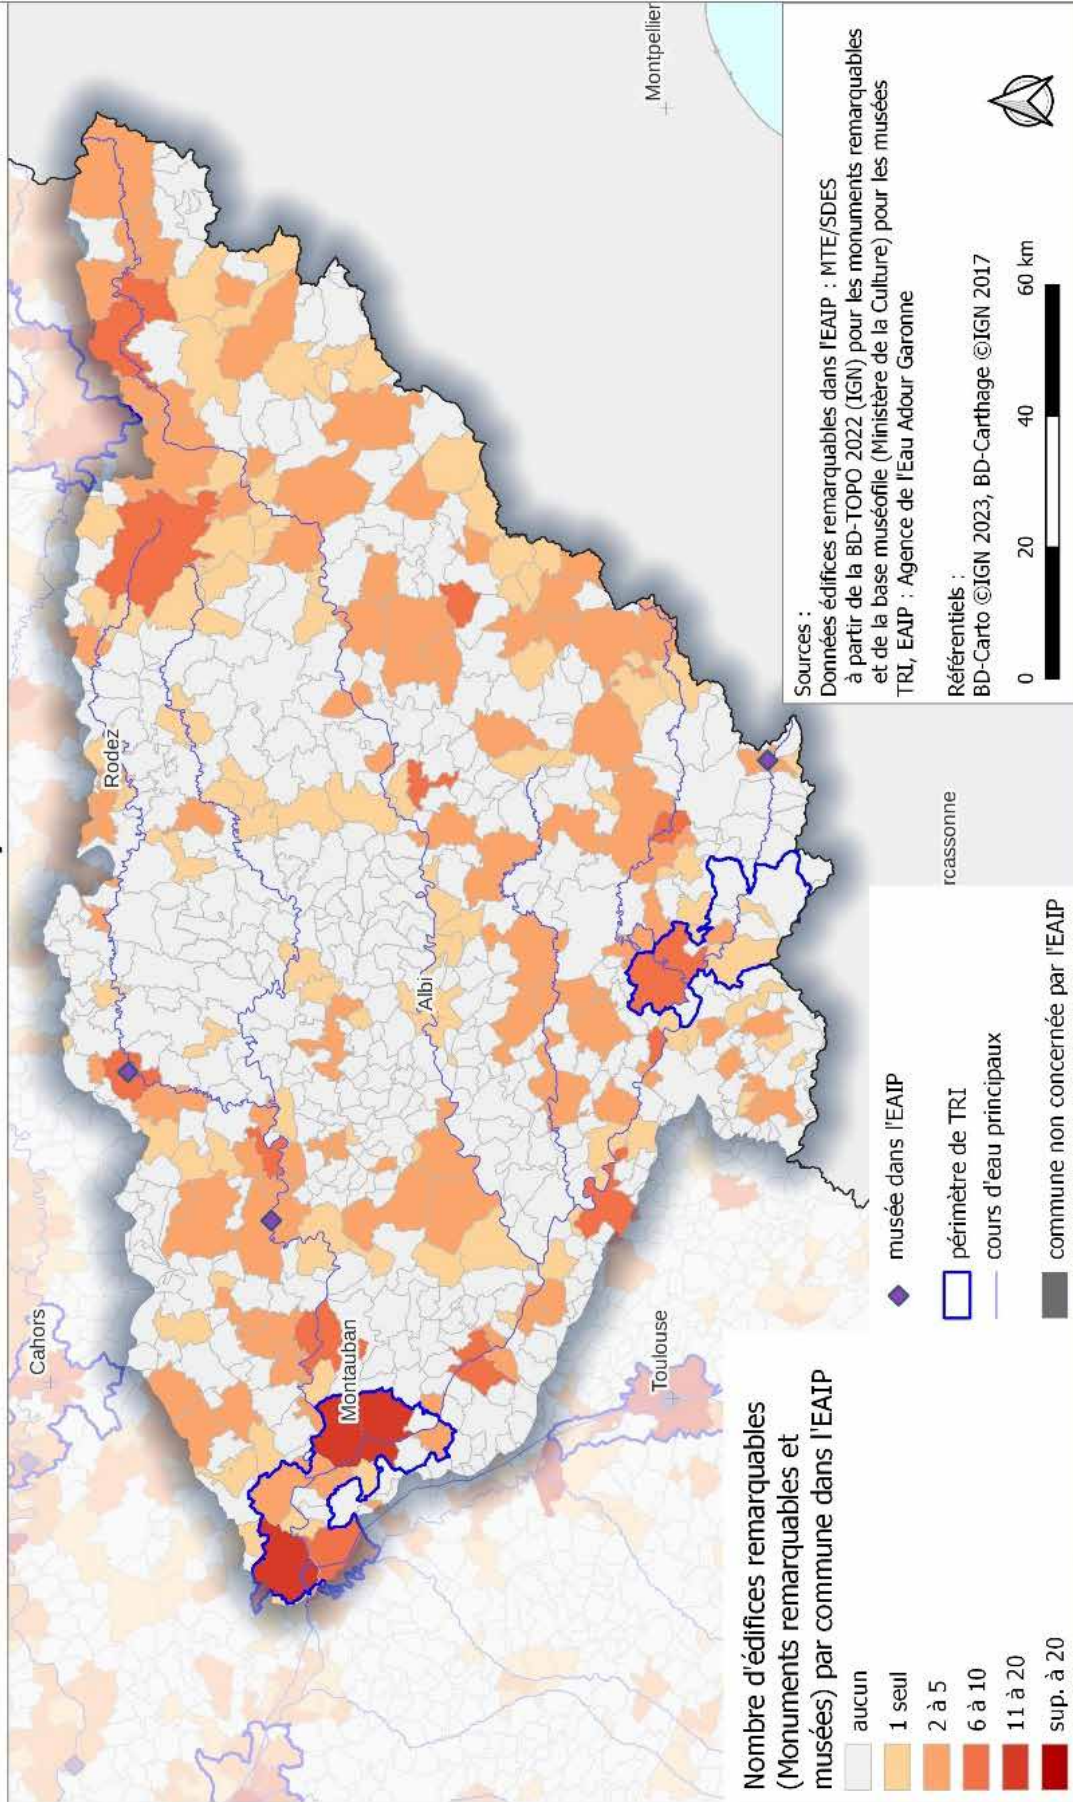 Cahors
Rodez
Montpellier
Montauban
Albi
Toulouse
rcassonne
Nombre d'édifices remarquables
(Monuments remarquables et
musées) par commune dans l'EAIP
aucun
1 seul
2 à 5
6 à 10
11 à 20
sup. à 20
musée dans l'EAIP
périmètre de TRI
cours d'eau principaux
commune non concernée par l'EAIP
Sources :
Données édifices remarquables dans l'EAIP : MTE/SDES
à partir de la BD-TOPO 2022 (IGN) pour les monuments remarquables
et de la base muséofile (Ministère de la Culture) pour les musées
TRI, EAIP : Agence de l'Eau Adour Garonne
Référentiels :
BD-Carto ©IGN 2023, BD-Carthage ©IGN 2017
0 20 40 60 km